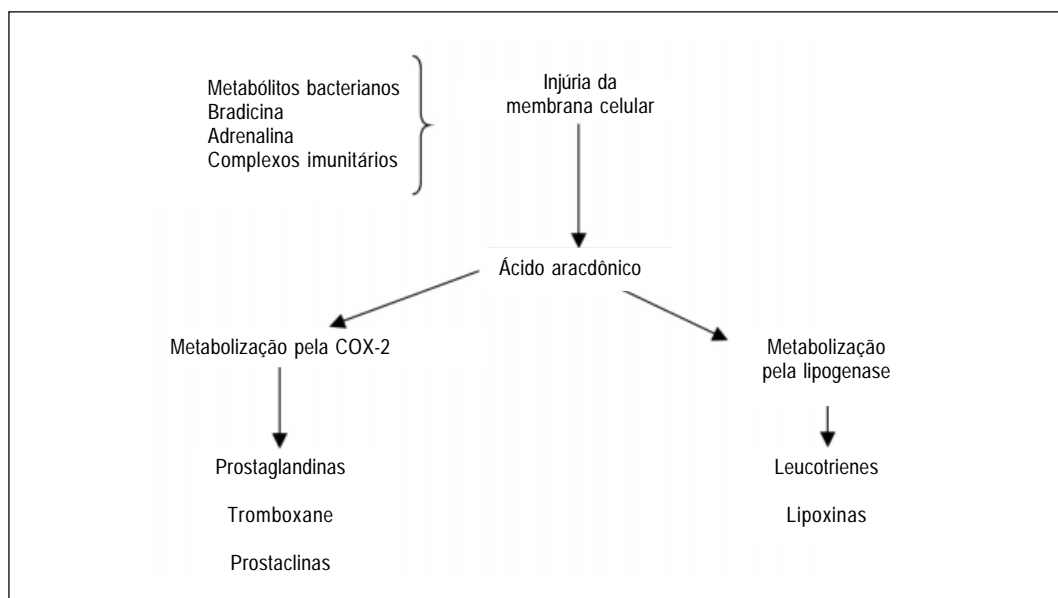 Metabólitos bacterianos
Bradicina
Adrenalina
Complexos imunitários
Injúria da
membrana celular
Ácido aracdônico
Metabolização pela COX-2
Metabolização
pela lipogenase
Prostaglandinas
Tromboxane
Prostaclinas
Leucotrienes
Lipoxinas